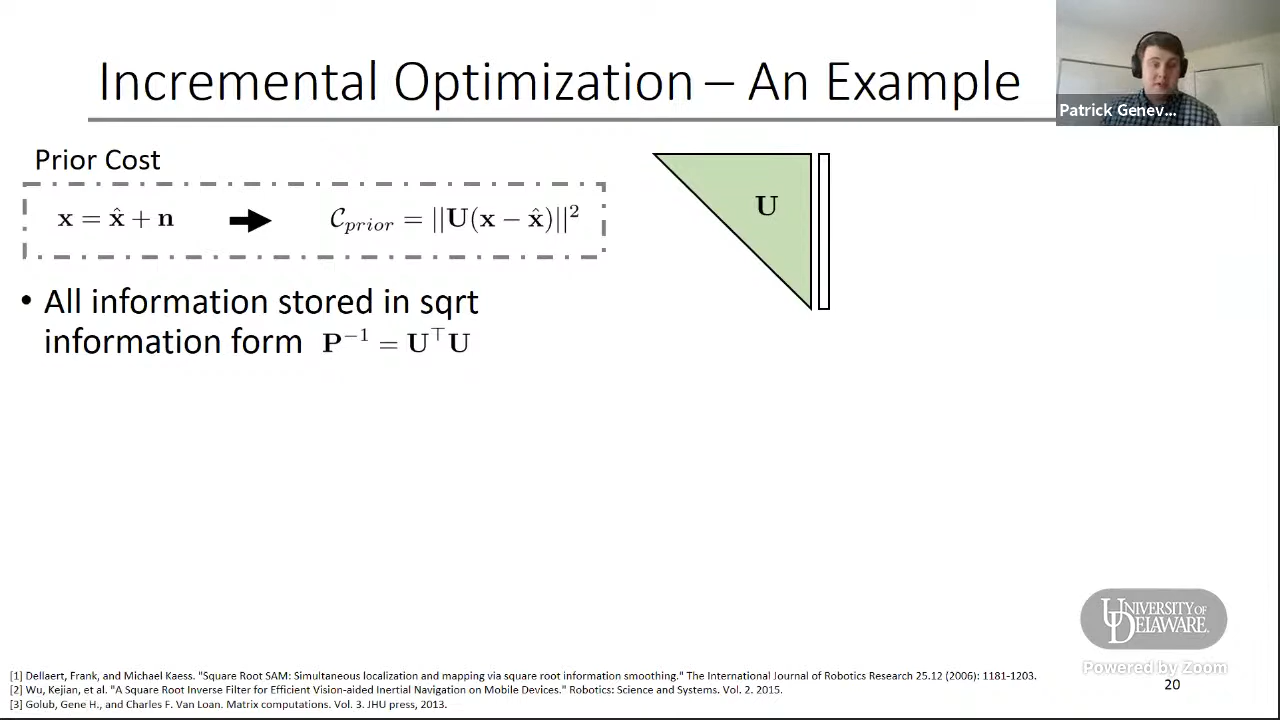 Incremental Optimization – An Example
Patrick Genev...
Prior Cost
x = x̂ + n ➡ 𝒞_prior = ||U(x − x̂)||²
U
• All information stored in sqrt
information form P⁻¹ = U⊤U
UNIVERSITY OF
DELAWARE.
Powered by Zoom
[1] Dellaert, Frank, and Michael Kaess. "Square Root SAM: Simultaneous localization and mapping via square root information smoothing." The International Journal of Robotics Research 25.12 (2006): 1181-1203.
[2] Wu, Kejian, et al. "A Square Root Inverse Filter for Efficient Vision-aided Inertial Navigation on Mobile Devices." Robotics: Science and Systems. Vol. 2. 2015.
[3] Golub, Gene H., and Charles F. Van Loan. Matrix computations. Vol. 3. JHU press, 2013.
20